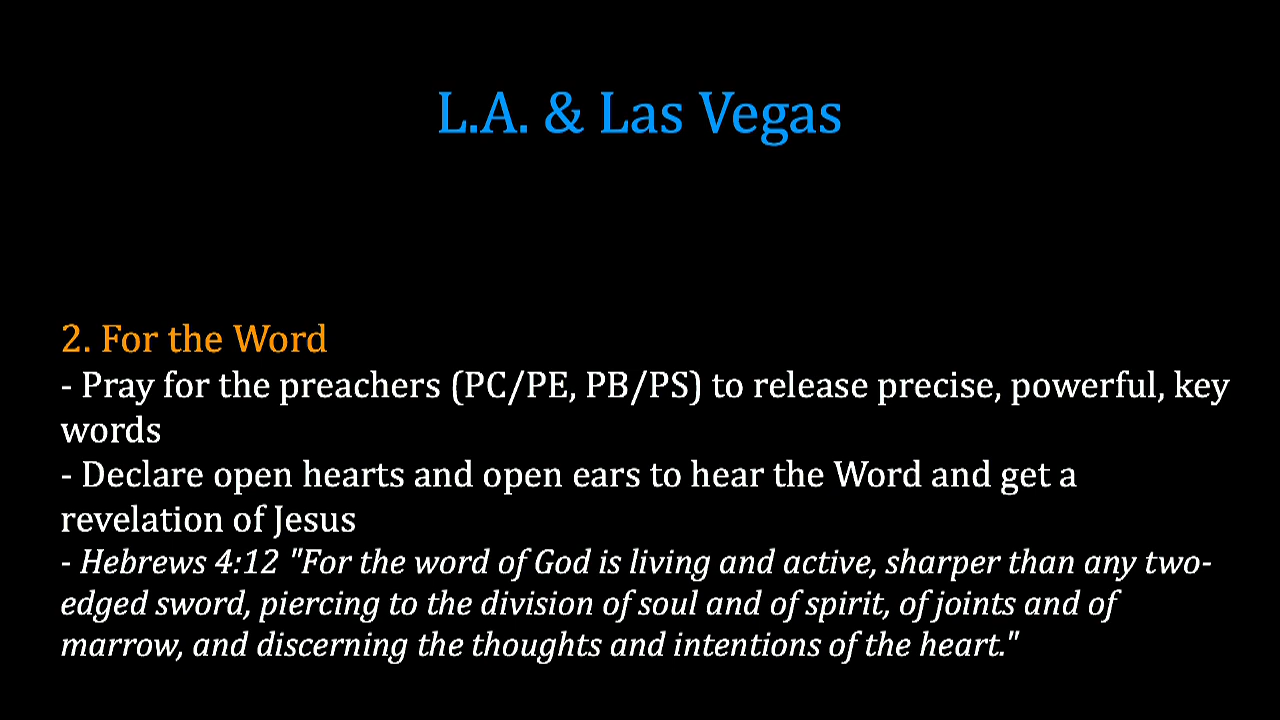 L.A. & Las Vegas
2. For the Word
- Pray for the preachers (PC/PE, PB/PS) to release precise, powerful, key
words
- Declare open hearts and open ears to hear the Word and get a
revelation of Jesus
- Hebrews 4:12 "For the word of God is living and active, sharper than any two-
edged sword, piercing to the division of soul and of spirit, of joints and of
marrow, and discerning the thoughts and intentions of the heart."